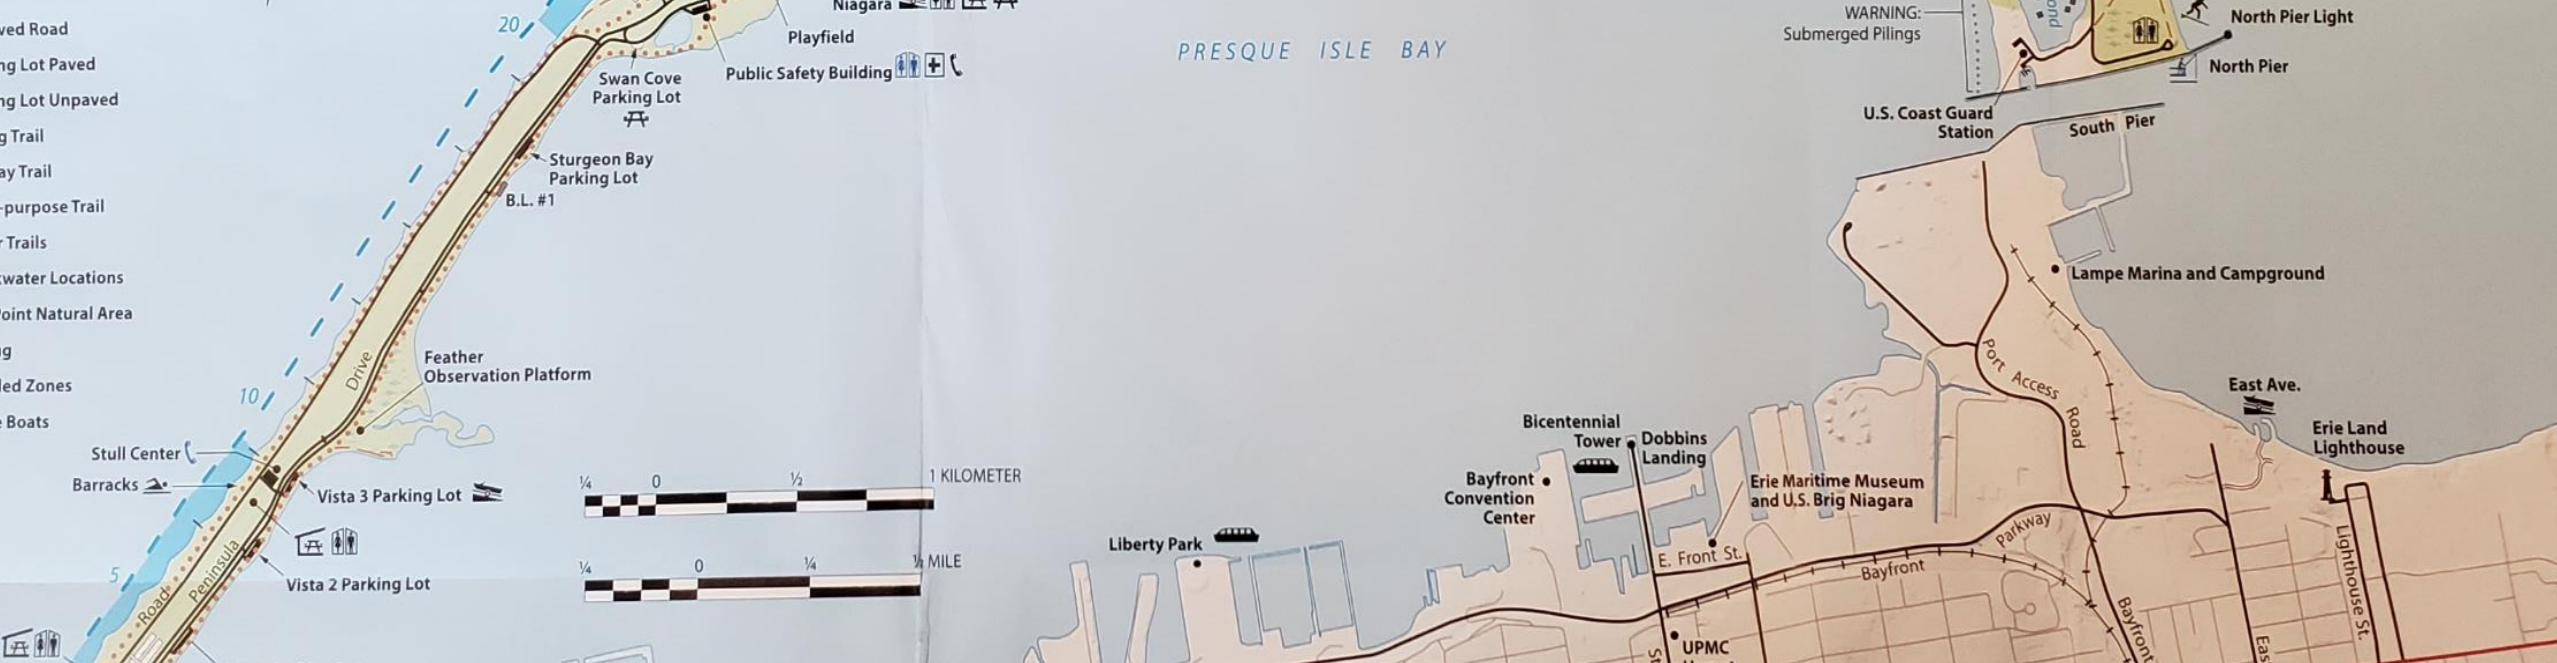 ved Road
ng Lot Paved
ng Lot Unpaved
g Trail
ay Trail
-purpose Trail
Trails
water Locations
oint Natural Area
g
led Zones
Boats
20
10
5
Niagara
Playfield
Public Safety Building
Swan Cove
Parking Lot
Sturgeon Bay
Parking Lot
B.L. #1
Feather
Observation Platform
Drive
Stull Center
Barracks
Vista 3 Parking Lot
Peninsula
Vista 2 Parking Lot
Road
PRESQUE ISLE BAY
¼ 0 ½ 1 KILOMETER
¼ 0 ¼ ½ MILE
WARNING:
Submerged Pilings
ond
North Pier Light
North Pier
U.S. Coast Guard
Station
South Pier
Lampe Marina and Campground
Port Access Road
East Ave.
Erie Land
Lighthouse
Bicentennial
Tower
Dobbins
Landing
Bayfront
Convention
Center
Erie Maritime Museum
and U.S. Brig Niagara
Liberty Park
E. Front St.
Bayfront
Parkway
Bayfront
Lighthouse St.
UPMC
St
Eas